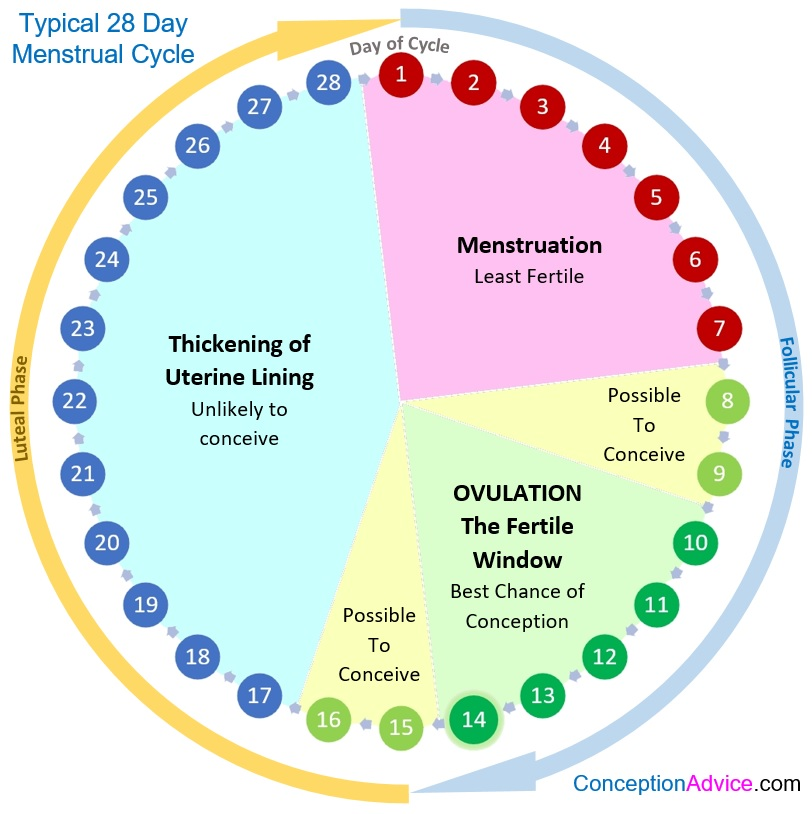 Typical 28 Day
Menstrual Cycle
Day of Cycle
1
2
3
4
5
6
7
8
9
10
11
12
13
14
15
16
17
18
19
20
21
22
23
24
25
26
27
28
Menstruation
Least Fertile
Possible
To
Conceive
OVULATION
The Fertile
Window
Best Chance of
Conception
Possible
To
Conceive
Thickening of
Uterine Lining
Unlikely to
conceive
Follicular Phase
Luteal Phase
ConceptionAdvice.com